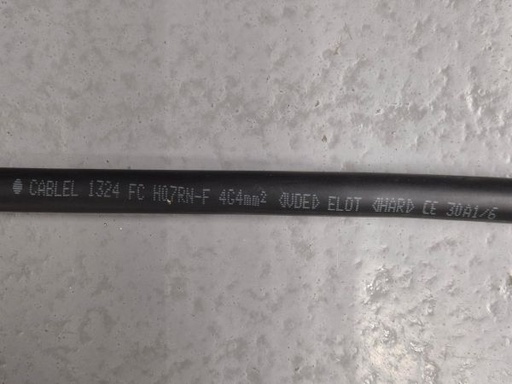 CABLEL 1324 FC H07RN-F 4G4mm² ◁VDE▷ ELOT ◁HAR▷ CE 30A1/6